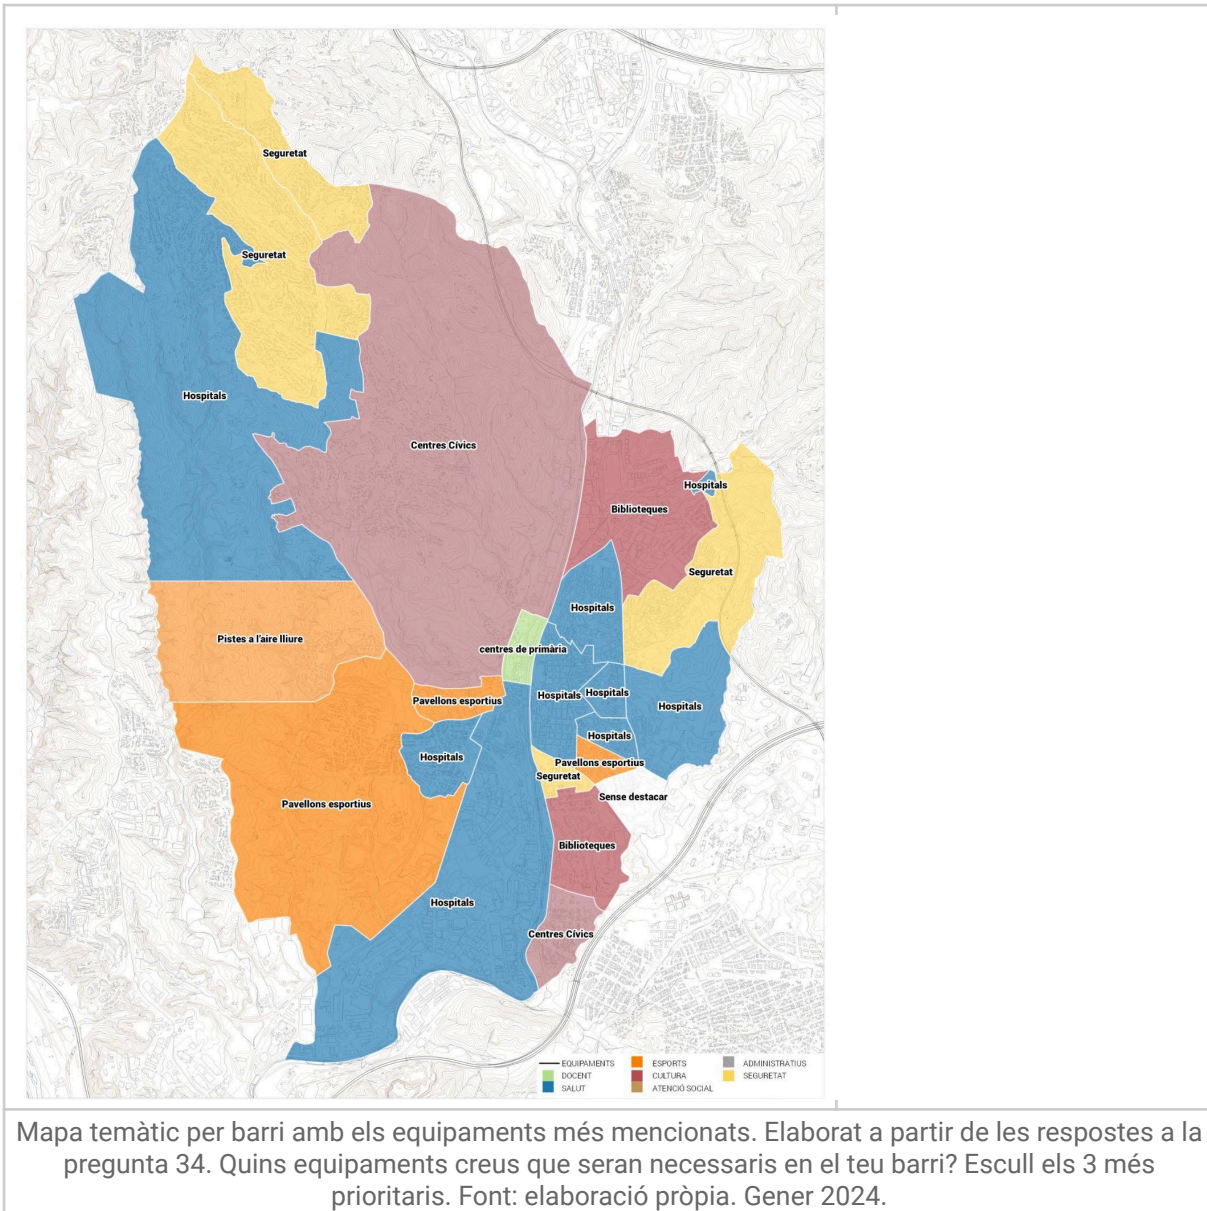 Seguretat
Seguretat
Hospitals
Centres Cívics
Hospitals
Biblioteques
Seguretat
Hospitals
Pistes a l'aire lliure
centres de primària
Hospitals
Hospitals
Pavellons esportius
Hospitals
Hospitals
Hospitals
Pavellons esportius
Seguretat
Sense destacar
Pavellons esportius
Biblioteques
Hospitals
Centres Cívics
EQUIPAMENTS
DOCENT
SALUT
ESPORTS
CULTURA
ATENCIÓ SOCIAL
ADMINISTRATIUS
SEGURETAT
Mapa temàtic per barri amb els equipaments més mencionats. Elaborat a partir de les respostes a la
pregunta 34. Quins equipaments creus que seran necessaris en el teu barri? Escull els 3 més
prioritaris. Font: elaboració pròpia. Gener 2024.